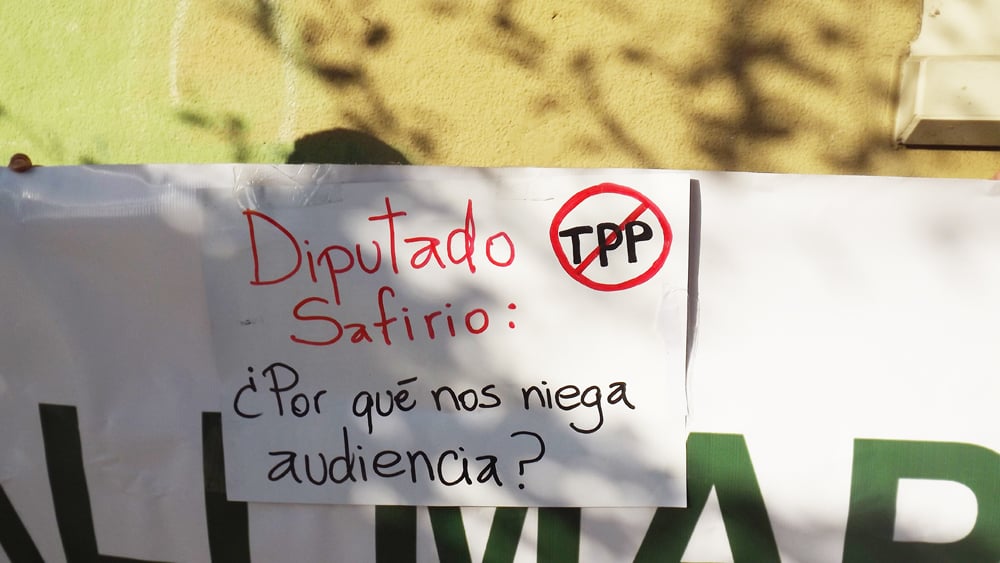 Diputado
TPP
Safirio:
¿Por qué nos niega
audiencia?